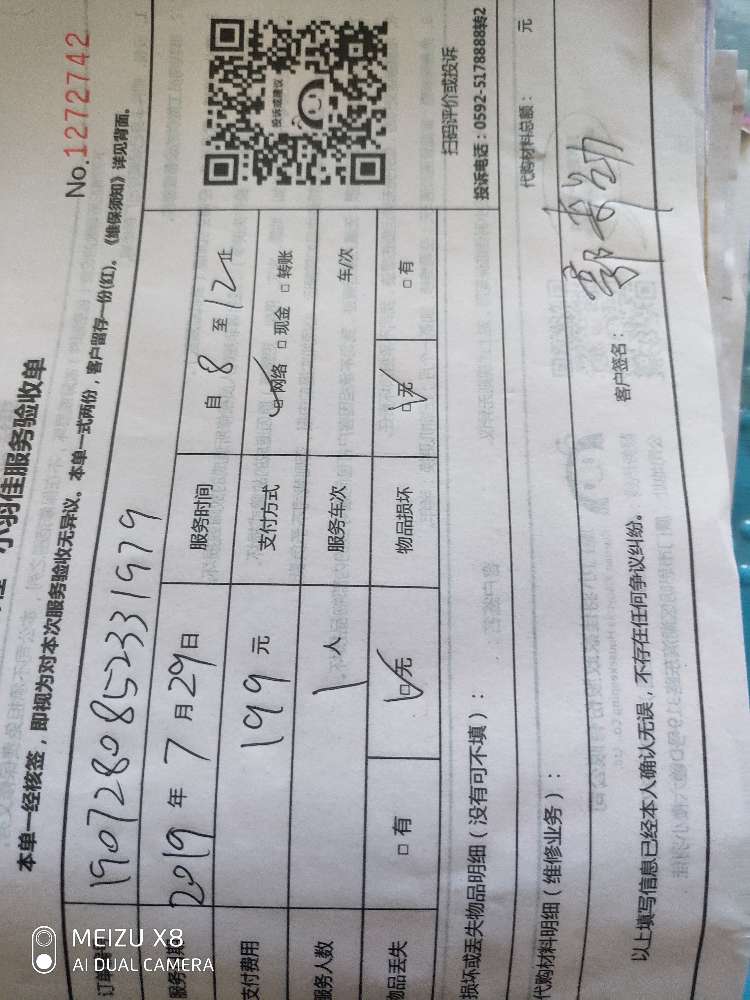 小羽佳服务验收单
No.1272742
本单一经核签，即视为对本次服务验收无异议。本单一式两份，客户留存一份(红)。《维保须知》详见背面。
订单 190728085233 1979
服务 期 2019 年 7 月 29 日 服务时间 自 8 至 12 止
支付费用 199 元 支付方式 ☑网络 □现金 □转账
服务人数 1 人 服务车次 车/次
物品丢失 □有 ☑无 物品损坏 ☑无 □有
投诉或建议
扫码评价或投诉
投诉电话：0592-5178888转2
损坏或丢失物品明细（没有可不填）：
代购材料明细（维修业务）：
代购材料总额： 元
以上填写信息已经本人确认无误，不存在任何争议纠纷。 客户签名：
MEIZU X8
AI DUAL CAMERA